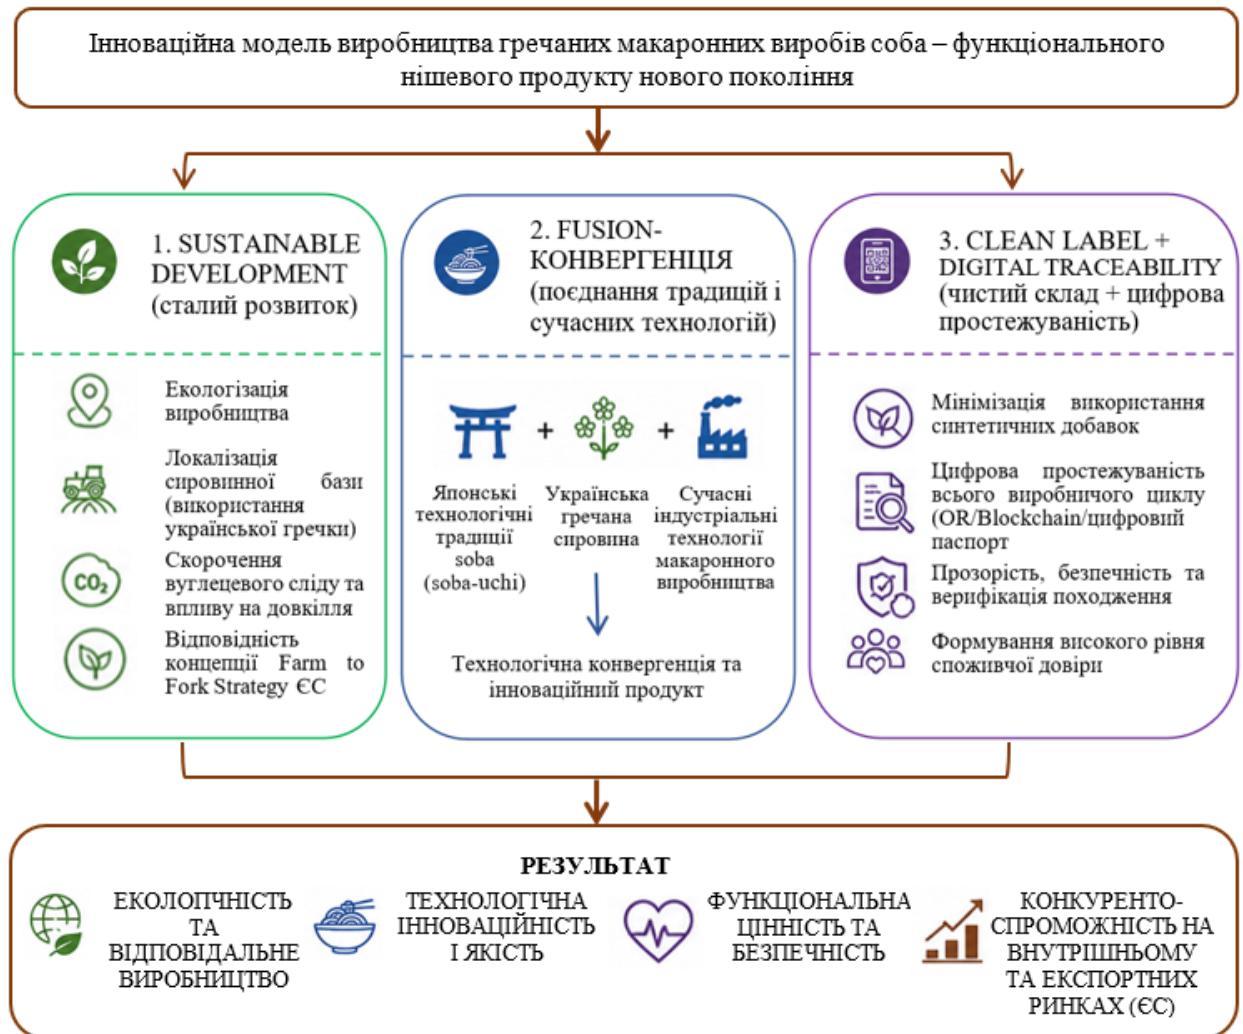 Інноваційна модель виробництва гречаних макаронних виробів соба – функціонального
нішевого продукту нового покоління
1. SUSTAINABLE
DEVELOPMENT
(сталий розвиток)
Екологізація
виробництва
Локалізація
сировинної бази
(використання
української гречки)
CO₂
Скорочення
вуглецевого сліду та
впливу на довкілля
Відповідність
концепції Farm to
Fork Strategy ЄС
2. FUSION-
КОНВЕРГЕНЦІЯ
(поєднання традицій і
сучасних технологій)
+
+
Японські
технологічні
традиції
soba
(soba-uchi)
Українська
гречана
сировина
Сучасні
індустріальні
технології
макаронного
виробництва
Технологічна конвергенція та
інноваційний продукт
3. CLEAN LABEL +
DIGITAL TRACEABILITY
(чистий склад + цифрова
простежуваність)
Мінімізація використання
синтетичних добавок
Цифрова простежуваність
всього виробничого циклу
(OR/Blockchain/цифровий
паспорт
Прозорість, безпечність та
верифікація походження
Формування високого рівня
споживчої довіри
РЕЗУЛЬТАТ
ЕКОЛОГІЧНІСТЬ
ТА
ВІДПОВІДАЛЬНЕ
ВИРОБНИЦТВО
ТЕХНОЛОГІЧНА
ІННОВАЦІЙНІСТЬ
І ЯКІСТЬ
ФУНКЦІОНАЛЬНА
ЦІННІСТЬ ТА
БЕЗПЕЧНІСТЬ
КОНКУРЕНТО-
СПРОМОЖНІСТЬ НА
ВНУТРІШНЬОМУ
ТА ЕКСПОРТНИХ
РИНКАХ (ЄС)